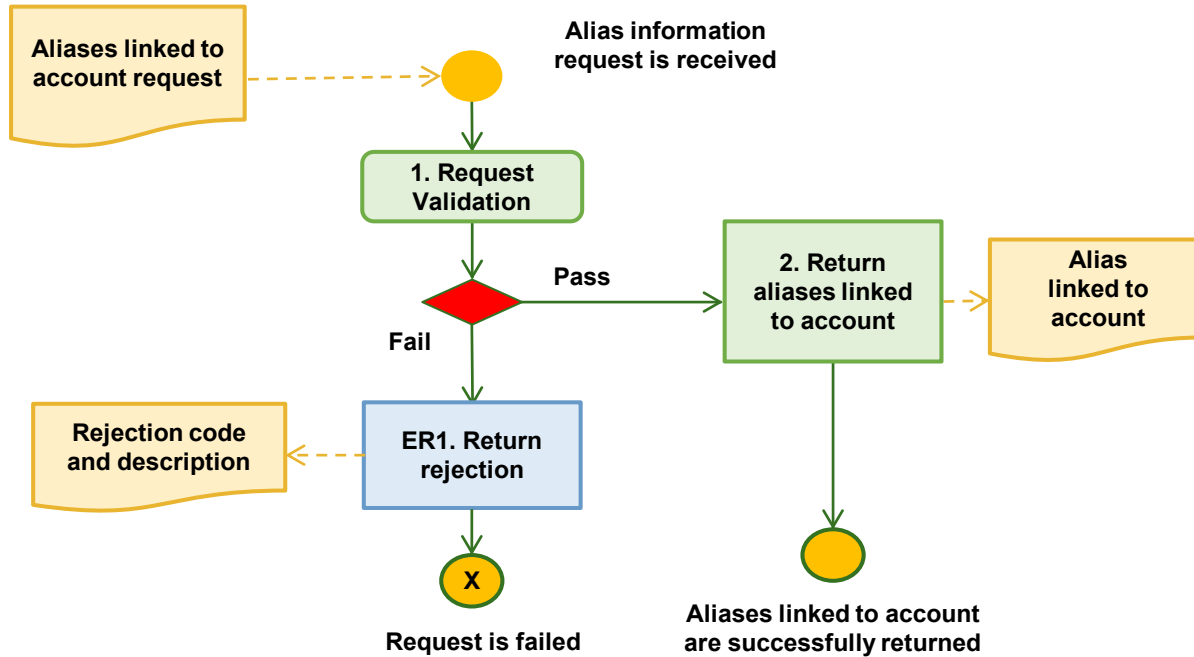 Aliases linked to
account request
Alias information
request is received
1. Request
Validation
Pass
2. Return
aliases linked
to account
Alias
linked to
account
Fail
Rejection code
and description
ER1. Return
rejection
X
Request is failed
Aliases linked to account
are successfully returned